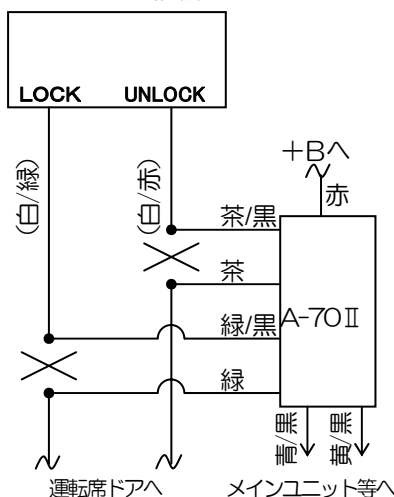 LOCK UNLOCK
(白/緑)
(白/赤)
+Bへ
赤
茶/黒
茶
緑/黒
A-70Ⅱ
緑
青/黒
黄/黒
運転席ドアへ
メインユニット等へ